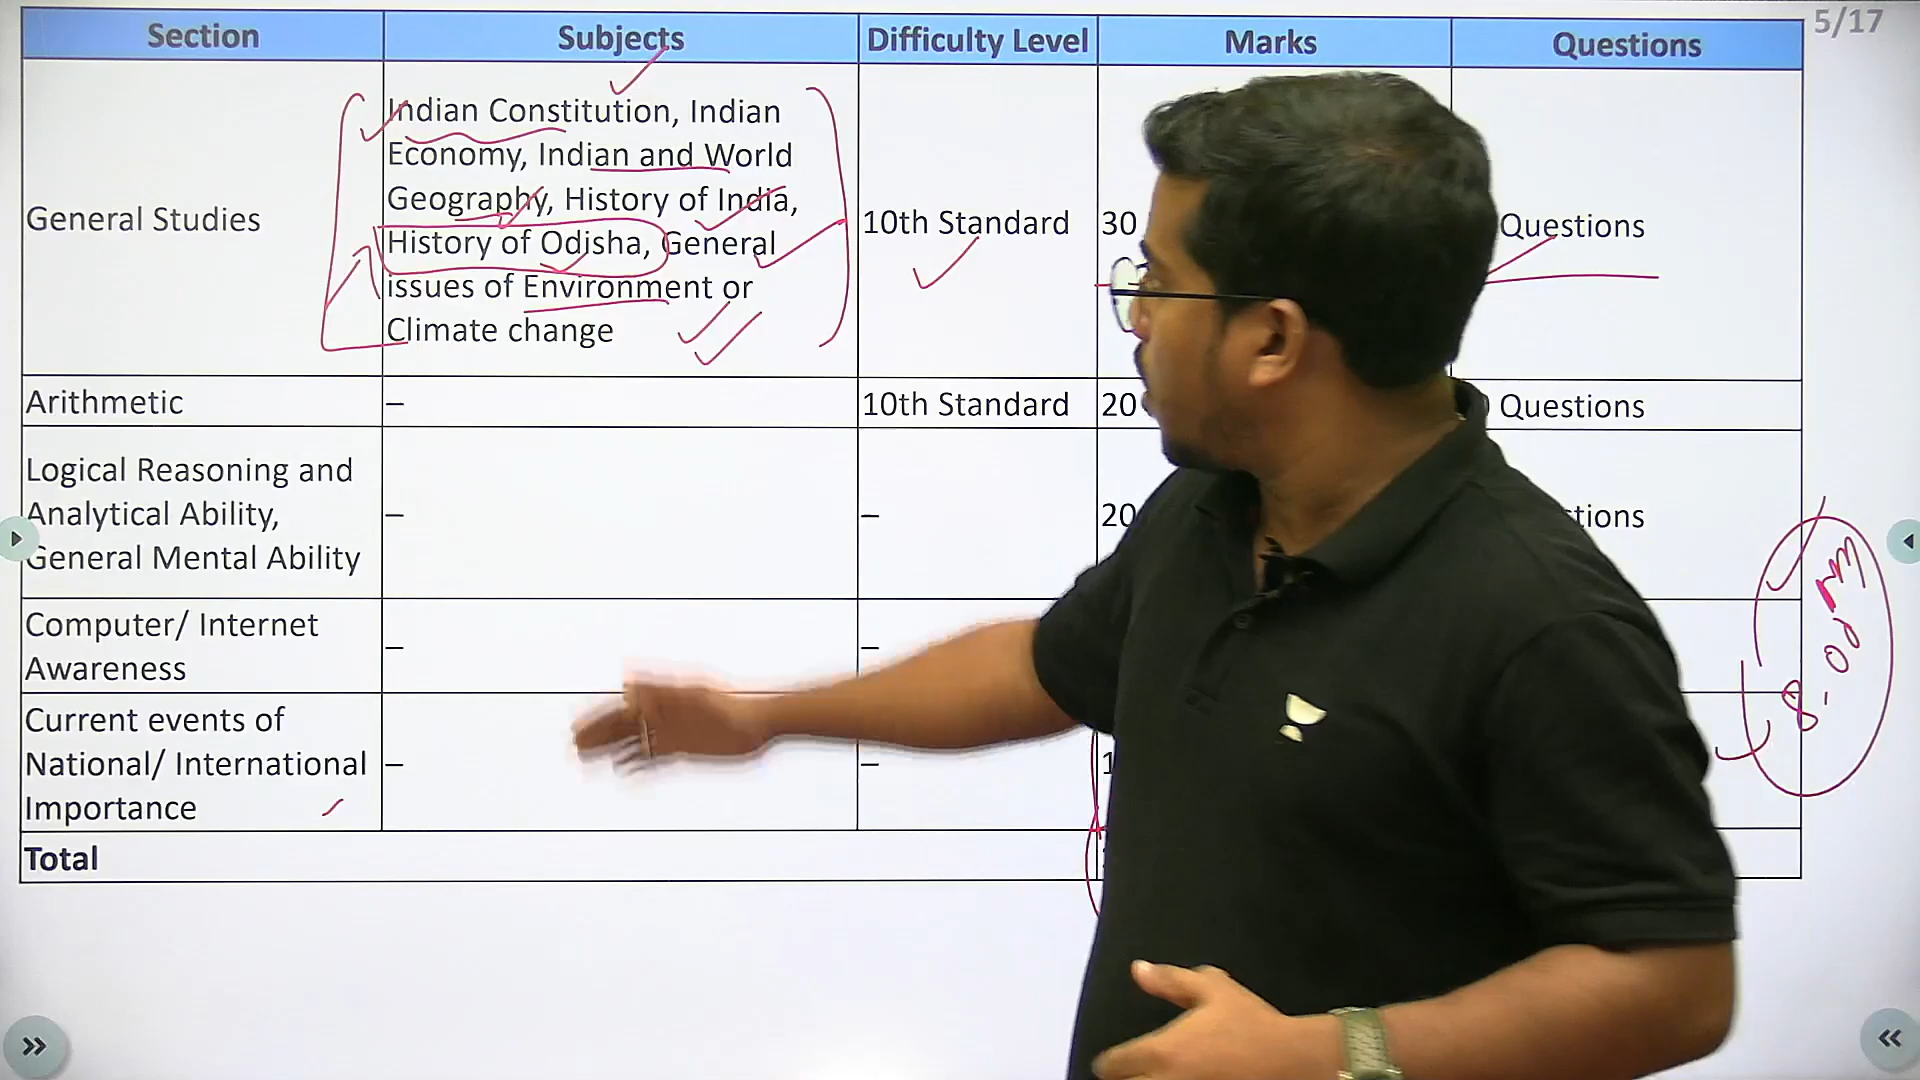 5/17
Section Subjects Difficulty Level Marks Questions
General Studies
Indian Constitution, Indian
Economy, Indian and World
Geography, History of India,
History of Odisha, General
issues of Environment or
Climate change
10th Standard 30 Questions
Arithmetic – 10th Standard 20 Questions
Logical Reasoning and
Analytical Ability,
General Mental Ability
– – 20
Computer/ Internet
Awareness
– –
Current events of
National/ International
Importance
– –
Total